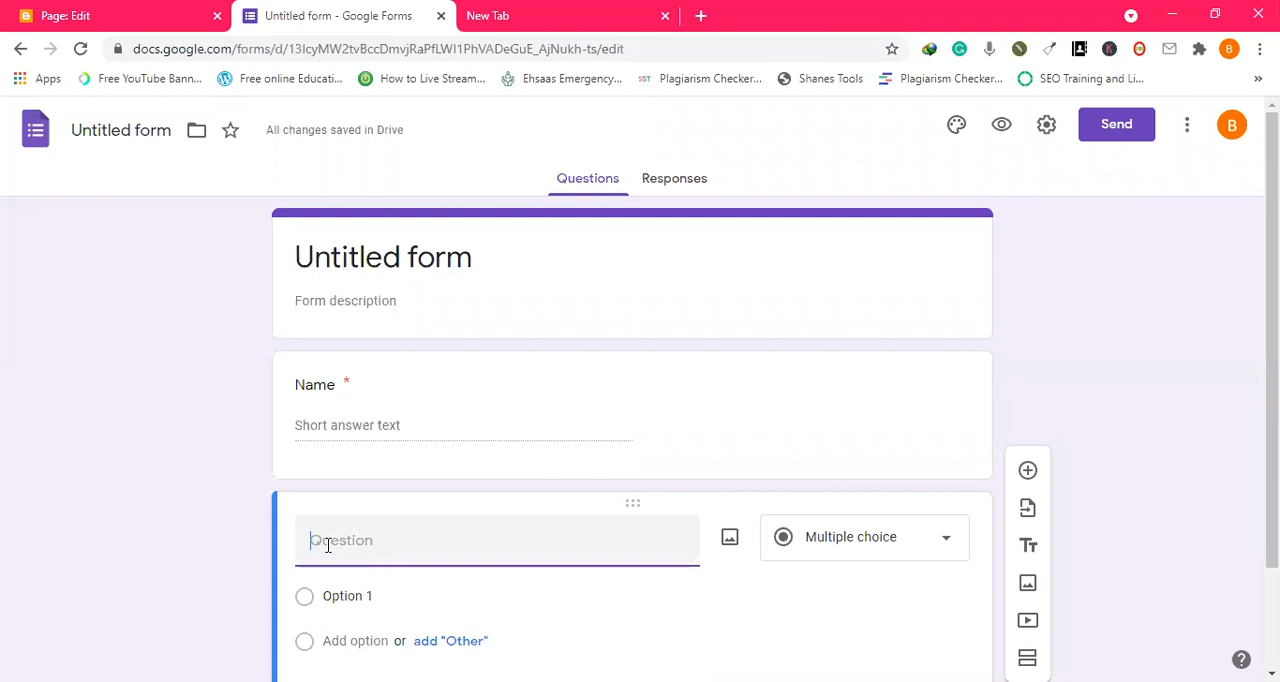 Page: Edit
Untitled form - Google Forms
New Tab
docs.google.com/forms/d/13IcyMW2tvBccDmvjRaPfLWI1PhVADeGuE_AjNukh-ts/edit
B
Apps
Free YouTube Bann...
Free online Educati...
How to Live Stream...
Ehsaas Emergency...
SST
Plagiarism Checker...
Shanes Tools
Plagiarism Checker...
SEO Training and Li...
»
Untitled form
All changes saved in Drive
Send
B
Questions
Responses
Untitled form
Form description
Name *
Short answer text
Question
Multiple choice
Option 1
Add option or add "Other"
Tт
?